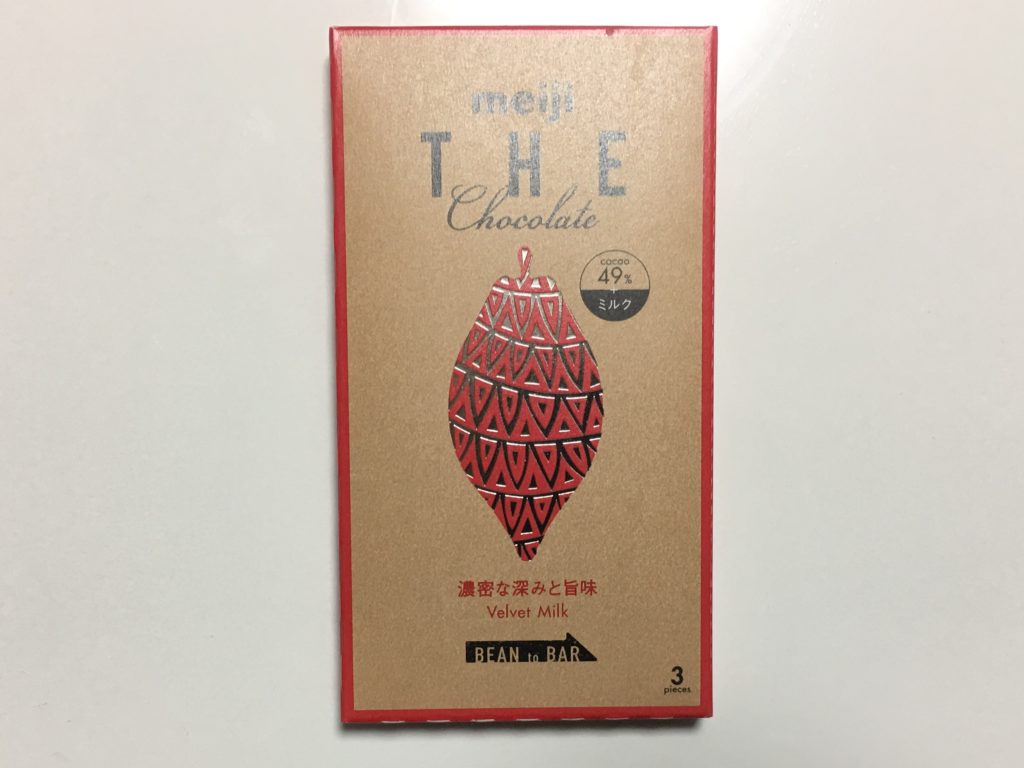 meiji
THE
Chocolate
cacao
49%
+
ミルク
濃密な深みと旨味
Velvet Milk
BEAN to BAR
3
pieces